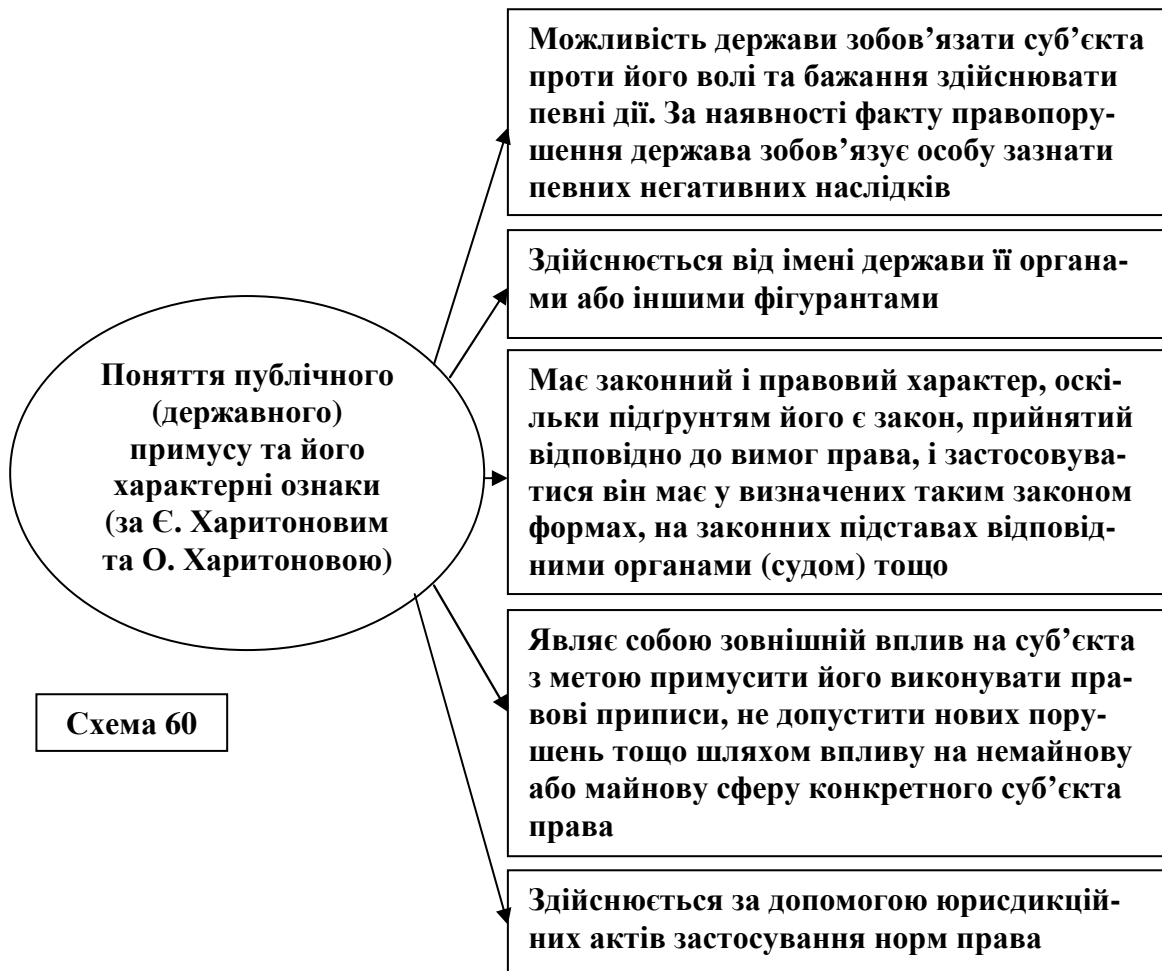 Поняття публічного
(державного)
примусу та його
характерні ознаки
(за Є. Харитоновим
та О. Харитоновою)
Можливість держави зобов’язати суб’єкта
проти його волі та бажання здійснювати
певні дії. За наявності факту правопору-
шення держава зобов’язує особу зазнати
певних негативних наслідків
Здійснюється від імені держави її органа-
ми або іншими фігурантами
Має законний і правовий характер, оскі-
льки підґрунтям його є закон, прийнятий
відповідно до вимог права, і застосовува-
тися він має у визначених таким законом
формах, на законних підставах відповід-
ними органами (судом) тощо
Являє собою зовнішній вплив на суб’єкта
з метою примусити його виконувати пра-
вові приписи, не допустити нових пору-
шень тощо шляхом впливу на немайнову
або майнову сферу конкретного суб’єкта
права
Здійснюється за допомогою юрисдикцій-
них актів застосування норм права
Схема 60